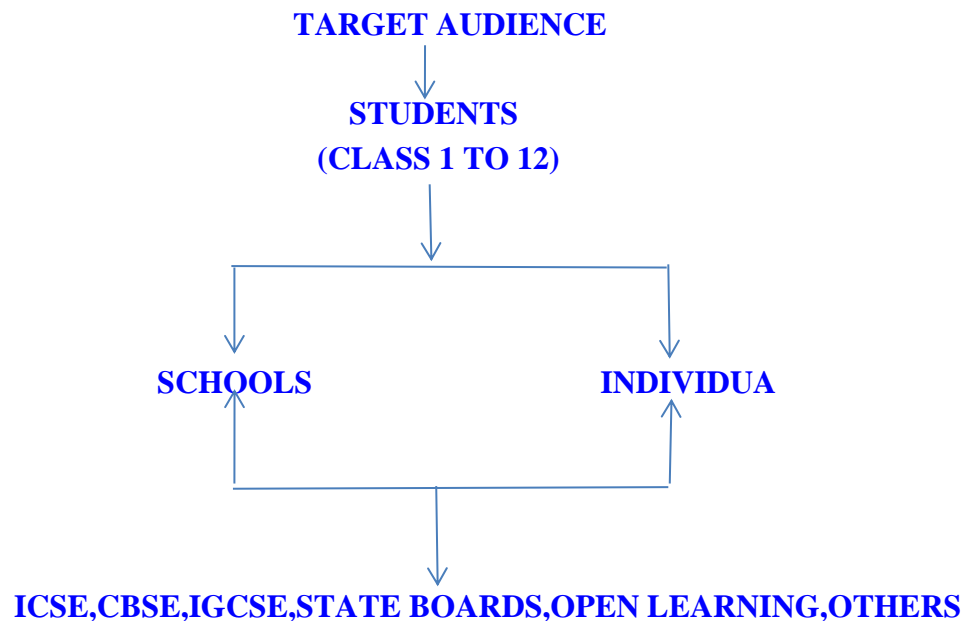 TARGET AUDIENCE
STUDENTS
(CLASS 1 TO 12)
SCHOOLS
INDIVIDUA
ICSE,CBSE,IGCSE,STATE BOARDS,OPEN LEARNING,OTHERS